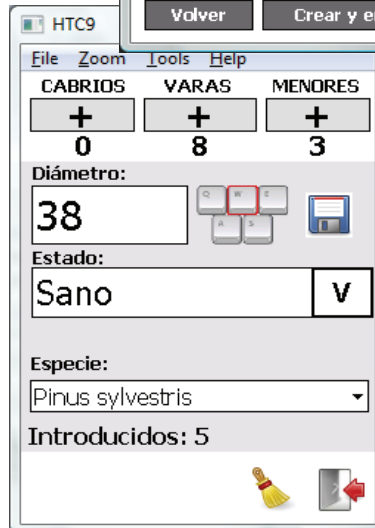 Volver Crear y e
HTC9
File Zoom Tools Help
CABRIOS VARAS MENORES
+ + +
0 8 3
Diámetro:
38
Q W E
A S
Estado:
Sano V
Especie:
Pinus sylvestris
Introducidos: 5